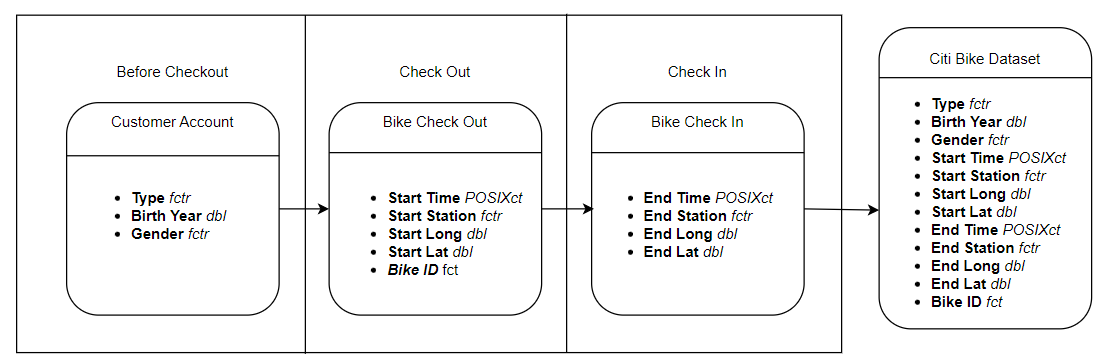 Before Checkout
Customer Account
• Type fctr
• Birth Year dbl
• Gender fctr
Check Out
Bike Check Out
• Start Time POSIXct
• Start Station fctr
• Start Long dbl
• Start Lat dbl
• Bike ID fct
Check In
Bike Check In
• End Time POSIXct
• End Station fctr
• End Long dbl
• End Lat dbl
Citi Bike Dataset
• Type fctr
• Birth Year dbl
• Gender fctr
• Start Time POSIXct
• Start Station fctr
• Start Long dbl
• Start Lat dbl
• End Time POSIXct
• End Station fctr
• End Long dbl
• End Lat dbl
• Bike ID fct